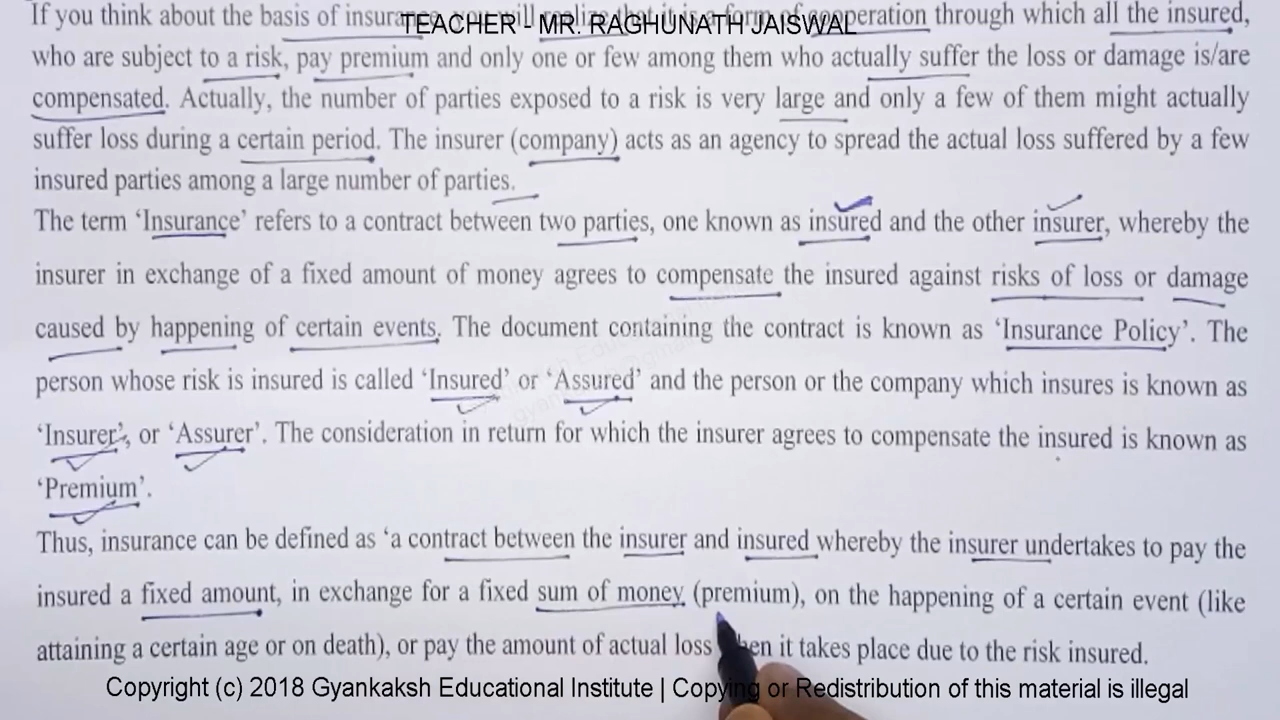 If you think about the basis of insurance, you will realize that it is a form of cooperation through which all the insured,
TEACHER - MR. RAGHUNATH JAISWAL
who are subject to a risk, pay premium and only one or few among them who actually suffer the loss or damage is/are
compensated. Actually, the number of parties exposed to a risk is very large and only a few of them might actually
suffer loss during a certain period. The insurer (company) acts as an agency to spread the actual loss suffered by a few
insured parties among a large number of parties.
The term ‘Insurance’ refers to a contract between two parties, one known as insured and the other insurer, whereby the
insurer in exchange of a fixed amount of money agrees to compensate the insured against risks of loss or damage
caused by happening of certain events. The document containing the contract is known as ‘Insurance Policy’. The
person whose risk is insured is called ‘Insured’ or ‘Assured’ and the person or the company which insures is known as
‘Insurer’, or ‘Assurer’. The consideration in return for which the insurer agrees to compensate the insured is known as
‘Premium’.
Thus, insurance can be defined as ‘a contract between the insurer and insured whereby the insurer undertakes to pay the
insured a fixed amount, in exchange for a fixed sum of money (premium), on the happening of a certain event (like
attaining a certain age or on death), or pay the amount of actual loss when it takes place due to the risk insured.
Copyright (c) 2018 Gyankaksh Educational Institute | Copying or Redistribution of this material is illegal